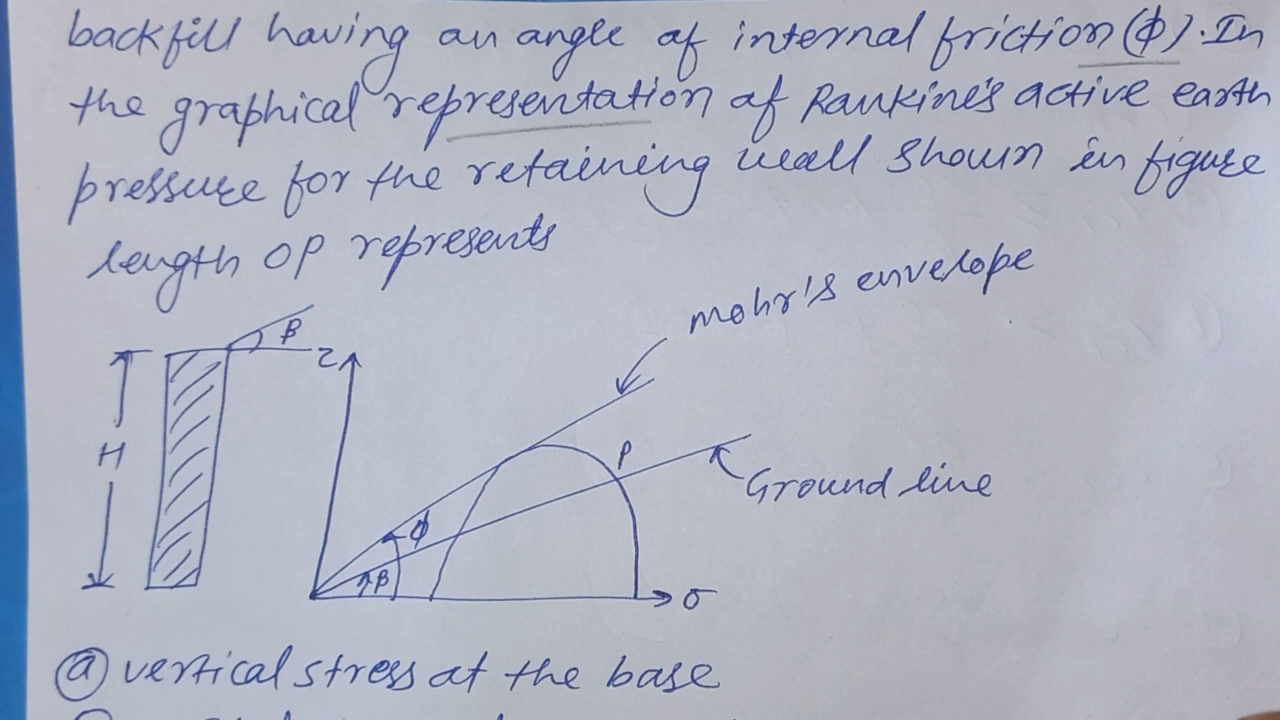 backfill having an angle of internal friction (ϕ). In
the graphical representation of Rankine's active earth
pressure for the retaining wall shown in figure
length OP represents
Mohr's envelope
β
τ
H
P
Ground line
ϕ
β
σ
(a) vertical stress at the base